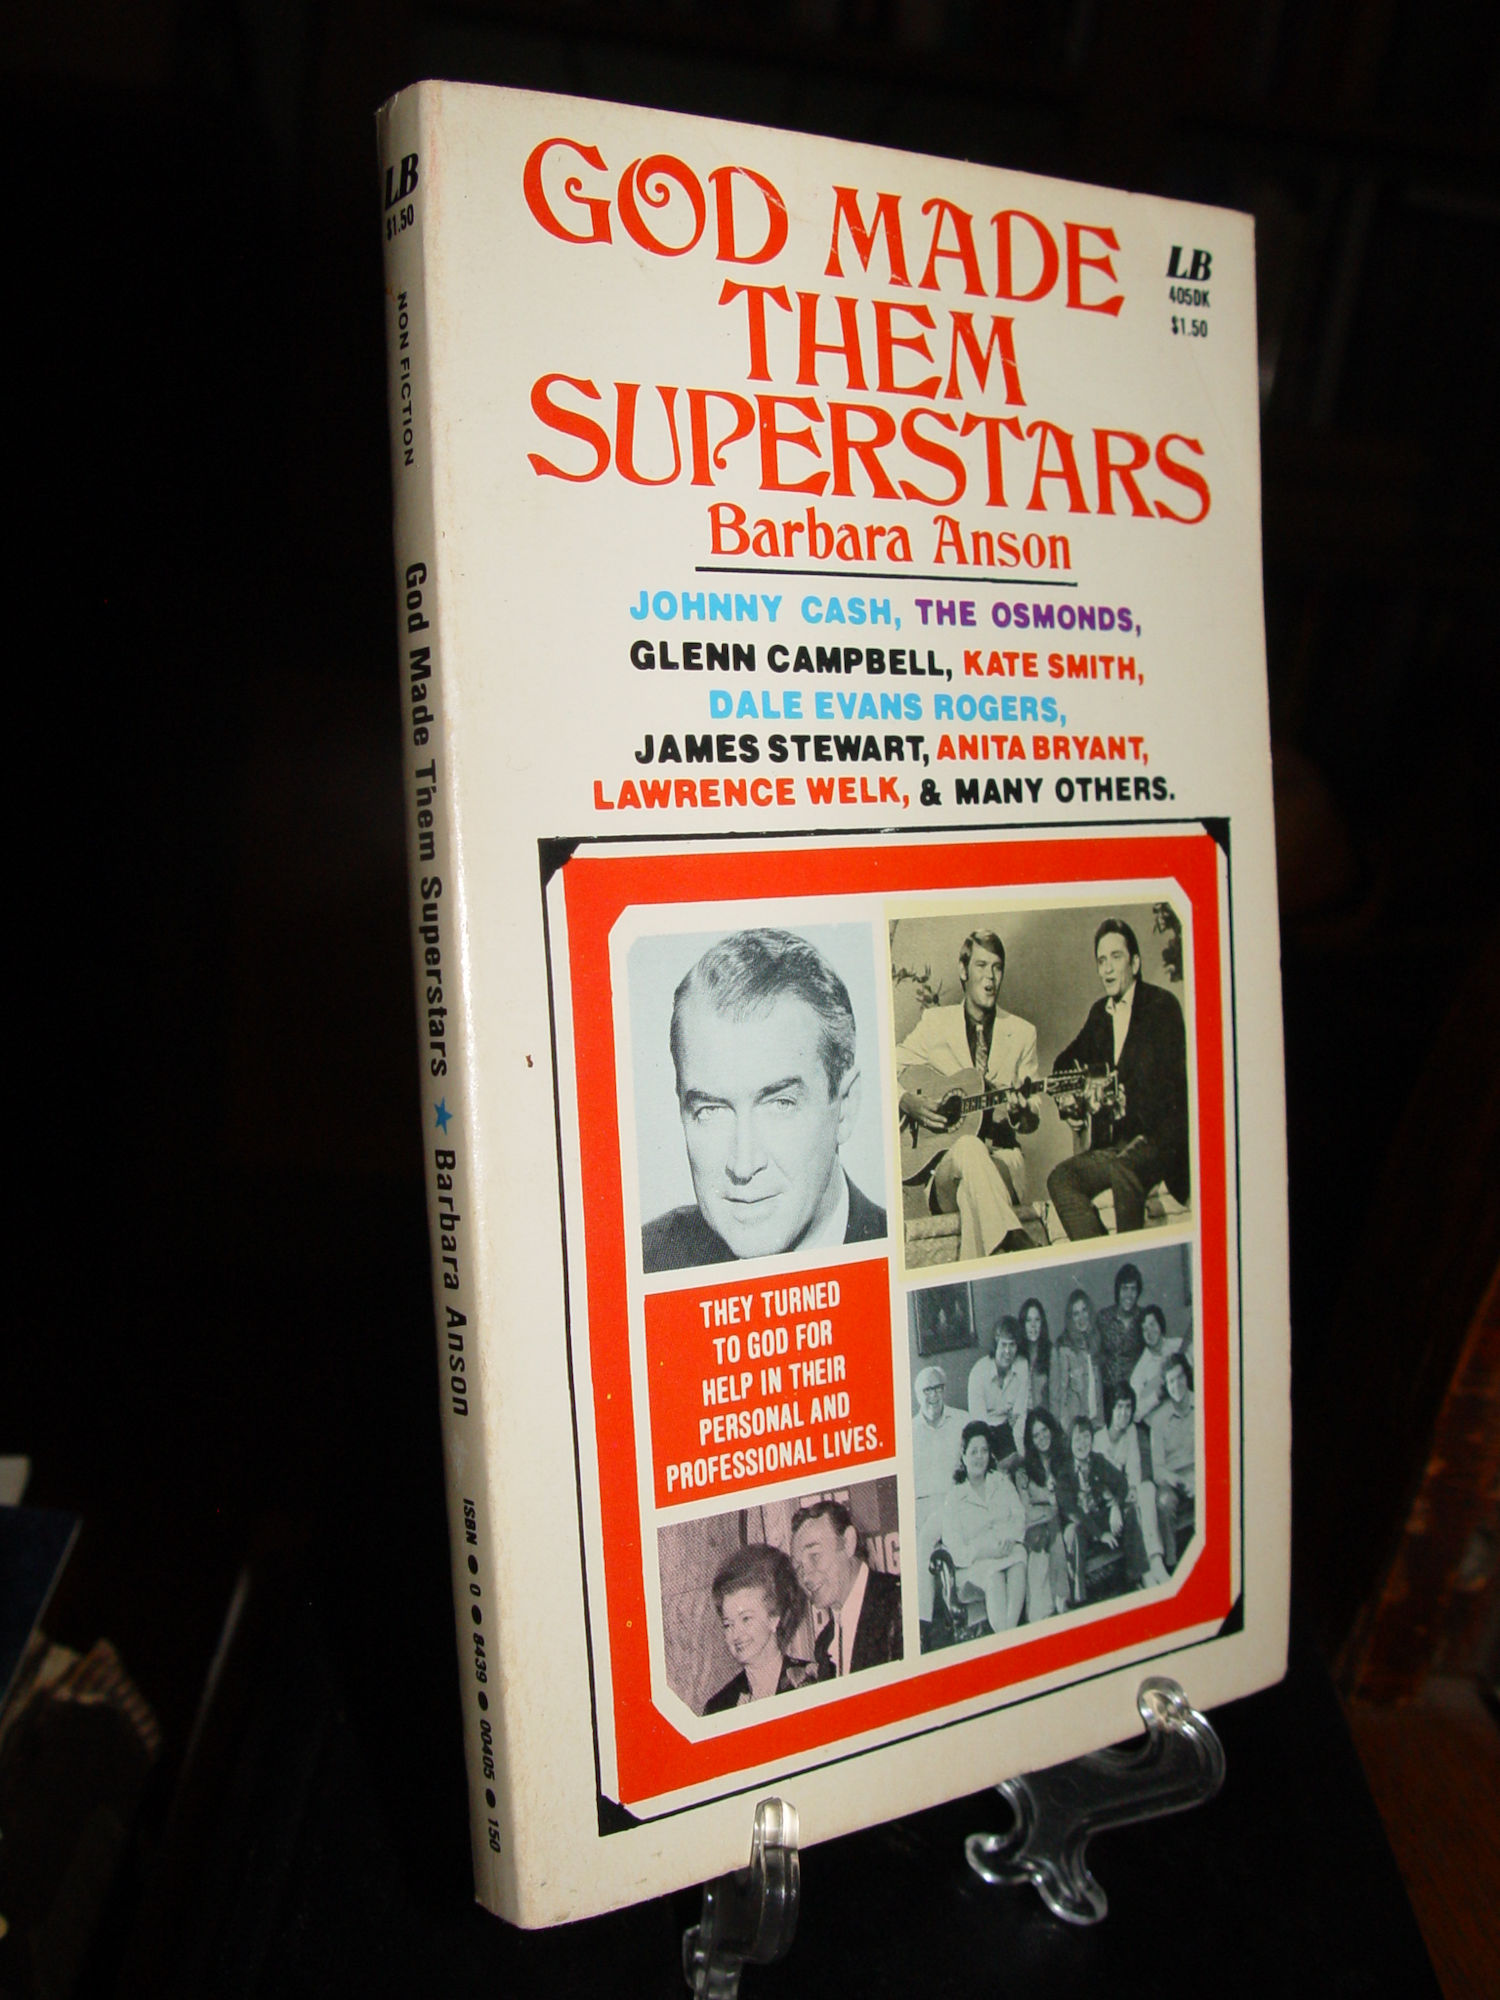 LB
$1.50
NON FICTION
God Made Them Superstars ★ Barbara Anson
ISBN ● 0 ● 8439 ● 00405 ● 150
GOD MADE
THEM
SUPERSTARS
LB
405DK
$1.50
Barbara Anson
JOHNNY CASH, THE OSMONDS,
GLENN CAMPBELL, KATE SMITH,
DALE EVANS ROGERS,
JAMES STEWART, ANITA BRYANT,
LAWRENCE WELK, & MANY OTHERS.
THEY TURNED
TO GOD FOR
HELP IN THEIR
PERSONAL AND
PROFESSIONAL LIVES.